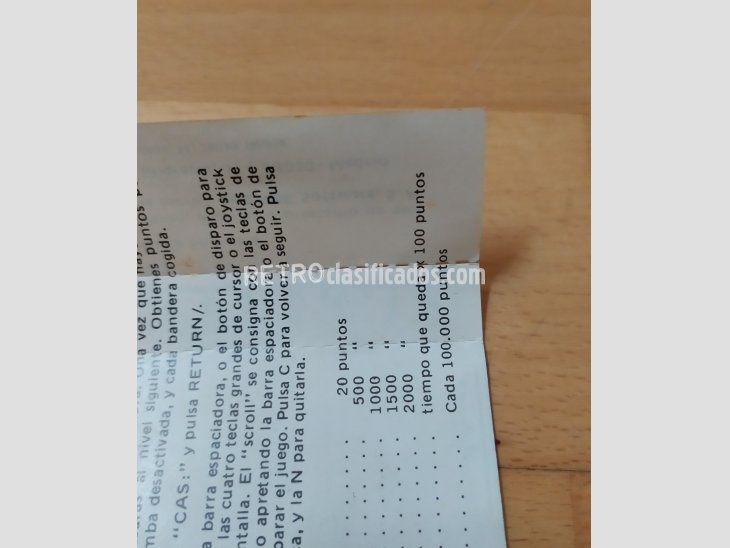 al nivel siguiente. Obtienes puntos
mba desactivada, y cada bandera cogida.
"CAS:" y pulsa RETURN/.
a barra espaciadora, o el botón de disparo para
las cuatro teclas grandes de cursor o el joystick
ntalla. El "scroll" se consigna con las teclas de
o apretando la barra espaciadora o el botón de
parar el juego. Pulsa C para volver a seguir. Pulsa
a, y la N para quitarla.
. . . . . . . 20 puntos
. . . . . . . 500 "
. . . . . . . 1000 "
. . . . . . . 1500 "
. . . . . . . 2000 "
. . . . . . . tiempo que queda x 100 puntos
. . . . . . . Cada 100.000 puntos
RETROclasificados.com